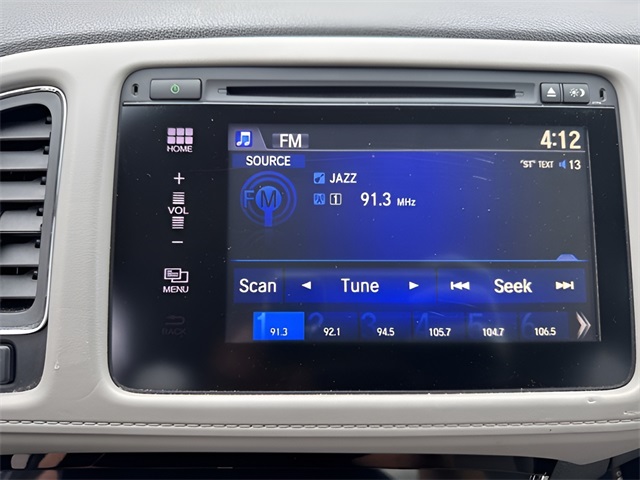 FM
4:12
HOME
SOURCE
"ST" TEXT 13
JAZZ
+
FM
1 91.3 MHz
VOL
−
Scan Tune Seek
MENU
1 2 3 4 5 6
91.3 92.1 94.5 105.7 104.7 106.5
BACK